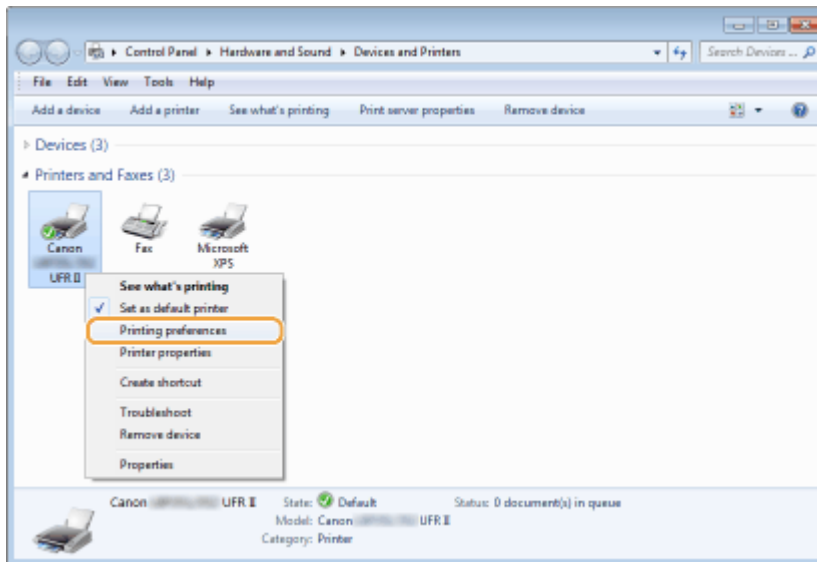 Control Panel ▸ Hardware and Sound ▸ Devices and Printers
Search Devices ...
File Edit View Tools Help
Add a device Add a printer See what's printing Print server properties Remove device
Devices (3)
Printers and Faxes (3)
Canon
UFR II
Fax
Microsoft
XPS
See what's printing
Set as default printer
Printing preferences
Printer properties
Create shortcut
Troubleshoot
Remove device
Properties
Canon UFR II State: Default Status: 0 document(s) in queue
Model: Canon UFR II
Category: Printer